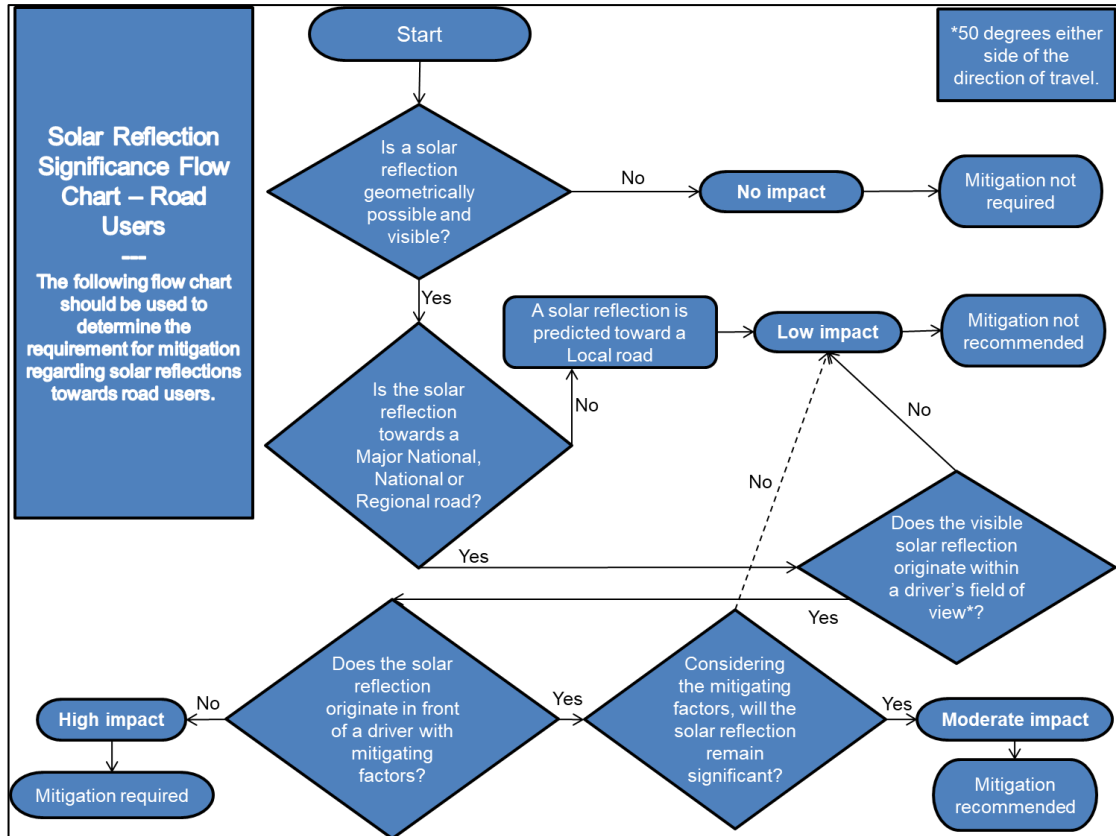 Start
*50 degrees either
side of the
direction of travel.
Solar Reflection
Significance Flow
Chart – Road
Users
—
The following flow chart
should be used to
determine the
requirement for mitigation
regarding solar reflections
towards road users.
Is a solar
reflection
geometrically
possible and
visible?
No
No impact
Mitigation not
required
Yes
A solar reflection is
predicted toward a
Local road
Low impact
Mitigation not
recommended
Is the solar
reflection
towards a
Major National,
National or
Regional road?
No
No
No
Yes
Does the visible
solar reflection
originate within
a driver's field of
view*?
Yes
Does the solar
reflection
originate in front
of a driver with
mitigating
factors?
Considering
the mitigating
factors, will the
solar reflection
remain
significant?
No
High impact
Yes
Yes
Moderate impact
Mitigation required
Mitigation
recommended